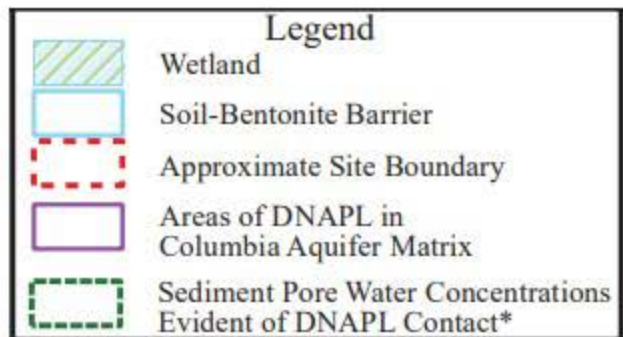 Legend
Wetland
Soil-Bentonite Barrier
Approximate Site Boundary
Areas of DNAPL in
Columbia Aquifer Matrix
Sediment Pore Water Concentrations
Evident of DNAPL Contact*